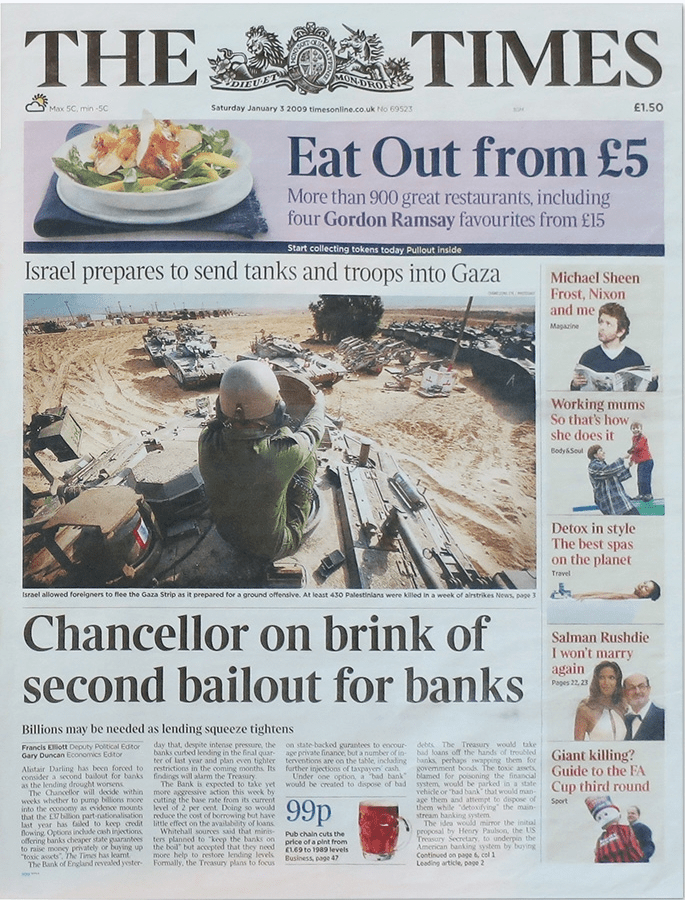 THE TIMES
DIEU ET MON DROIT
Max 5C, min -5C
Saturday January 3 2009 timesonline.co.uk No 69523
£1.50
Eat Out from £5
More than 900 great restaurants, including
four Gordon Ramsay favourites from £15
Start collecting tokens today Pullout inside
Israel prepares to send tanks and troops into Gaza
Israel allowed foreigners to flee the Gaza Strip as it prepared for a ground offensive. At least 430 Palestinians were killed in a week of airstrikes News, page 3
Michael Sheen
Frost, Nixon
and me
Magazine
Working mums
So that's how
she does it
Body&Soul
Detox in style
The best spas
on the planet
Travel
Salman Rushdie
I won't marry
again
Pages 22, 23
Giant killing?
Guide to the FA
Cup third round
Sport
Chancellor on brink of
second bailout for banks
Billions may be needed as lending squeeze tightens
Francis Elliott Deputy Political Editor
Gary Duncan Economics Editor
Alistair Darling has been forced to
consider a second bailout for banks
as the lending drought worsens.
The Chancellor will decide within
weeks whether to pump billions more
into the economy as evidence mounts
that the £37 billion part-nationalisation
last year has failed to keep credit
flowing. Options include cash injections,
offering banks cheaper state guarantees
to raise money privately or buying up
"toxic assets", The Times has learnt.
The Bank of England revealed yester-
day that, despite intense pressure, the
banks curbed lending in the final quar-
ter of last year and plan even tighter
restrictions in the coming months. Its
findings will alarm the Treasury.
The Bank is expected to take yet
more aggressive action this week by
cutting the base rate from its current
level of 2 per cent. Doing so would
reduce the cost of borrowing but have
little effect on the availability of loans.
Whitehall sources said that minis-
ters planned to "keep the banks on
the boil" but accepted that they need
more help to restore lending levels.
Formally, the Treasury plans to focus
on state-backed gurantees to encour-
age private finance, but a number of in-
terventions are on the table, including
further injections of taxpayers' cash.
Under one option, a "bad bank"
would be created to dispose of bad
debts. The Treasury would take
bad loans off the hands of troubled
banks, perhaps swapping them for
government bonds. The toxic assets,
blamed for poisoning the financial
system, would be parked in a state
vehicle or "bad bank" that would man-
age them and attempt to dispose of
them while "detoxifying" the main-
stream banking system.
The idea would mirror the initial
proposal by Henry Paulson, the US
Treasury Secretary, to underpin the
American banking system by buying
Continued on page 6, col 1
Leading article, page 2
99p
Pub chain cuts the
price of a pint from
£1.69 to 1989 levels
Business, page 47